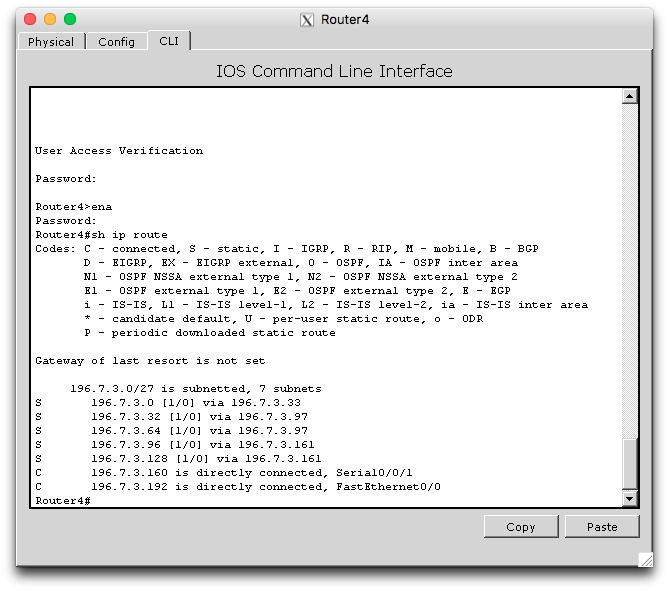 Router4
Physical Config CLI
IOS Command Line Interface
User Access Verification
Password:
Router4>ena
Password:
Router4#sh ip route
Codes: C - connected, S - static, I - IGRP, R - RIP, M - mobile, B - BGP
D - EIGRP, EX - EIGRP external, O - OSPF, IA - OSPF inter area
N1 - OSPF NSSA external type 1, N2 - OSPF NSSA external type 2
E1 - OSPF external type 1, E2 - OSPF external type 2, E - EGP
i - IS-IS, L1 - IS-IS level-1, L2 - IS-IS level-2, ia - IS-IS inter area
* - candidate default, U - per-user static route, o - ODR
P - periodic downloaded static route
Gateway of last resort is not set
196.7.3.0/27 is subnetted, 7 subnets
S 196.7.3.0 [1/0] via 196.7.3.33
S 196.7.3.32 [1/0] via 196.7.3.97
S 196.7.3.64 [1/0] via 196.7.3.97
S 196.7.3.96 [1/0] via 196.7.3.161
S 196.7.3.128 [1/0] via 196.7.3.161
C 196.7.3.160 is directly connected, Serial0/0/1
C 196.7.3.192 is directly connected, FastEthernet0/0
Router4#
Copy Paste